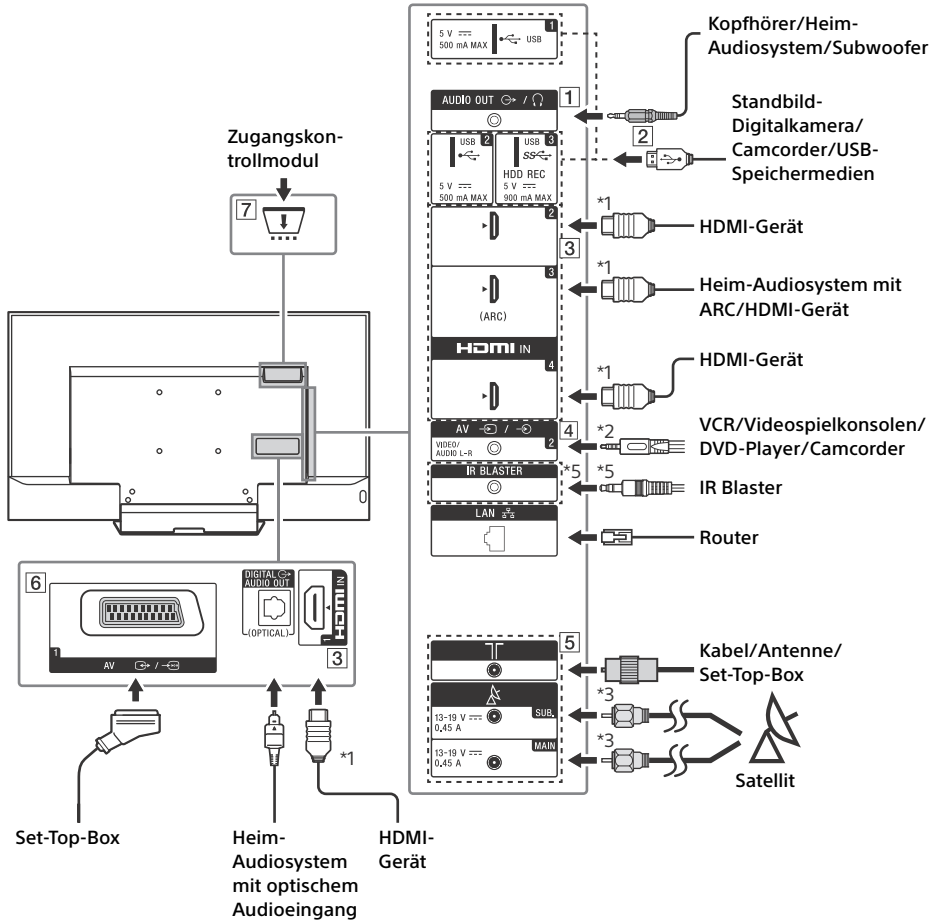 5 V
500 mA MAX
USB
1
Kopfhörer/Heim-
Audiosystem/Subwoofer
AUDIO OUT /
1
Standbild-
Digitalkamera/
Camcorder/USB-
Speichermedien
2
USB 2
5 V
500 mA MAX
USB 3
SS
HDD REC
5 V
900 mA MAX
Zugangskon-
trollmodul
7
2
*1
HDMI-Gerät
3
3
(ARC)
*1
Heim-Audiosystem mit
ARC/HDMI-Gerät
HDMI IN
4
*1
HDMI-Gerät
AV /
VIDEO/
AUDIO L-R
2
4
*2
VCR/Videospielkonsolen/
DVD-Player/Camcorder
IR BLASTER
*5
*5
IR Blaster
LAN
Router
5
Kabel/Antenne/
Set-Top-Box
SUB.
13-19 V
0.45 A
*3
MAIN
13-19 V
0.45 A
*3
Satellit
6
1
AV /
DIGITAL
AUDIO OUT
(OPTICAL)
HDMI IN
1
3
*1
Set-Top-Box
Heim-
Audiosystem
mit optischem
Audioeingang
HDMI-
Gerät